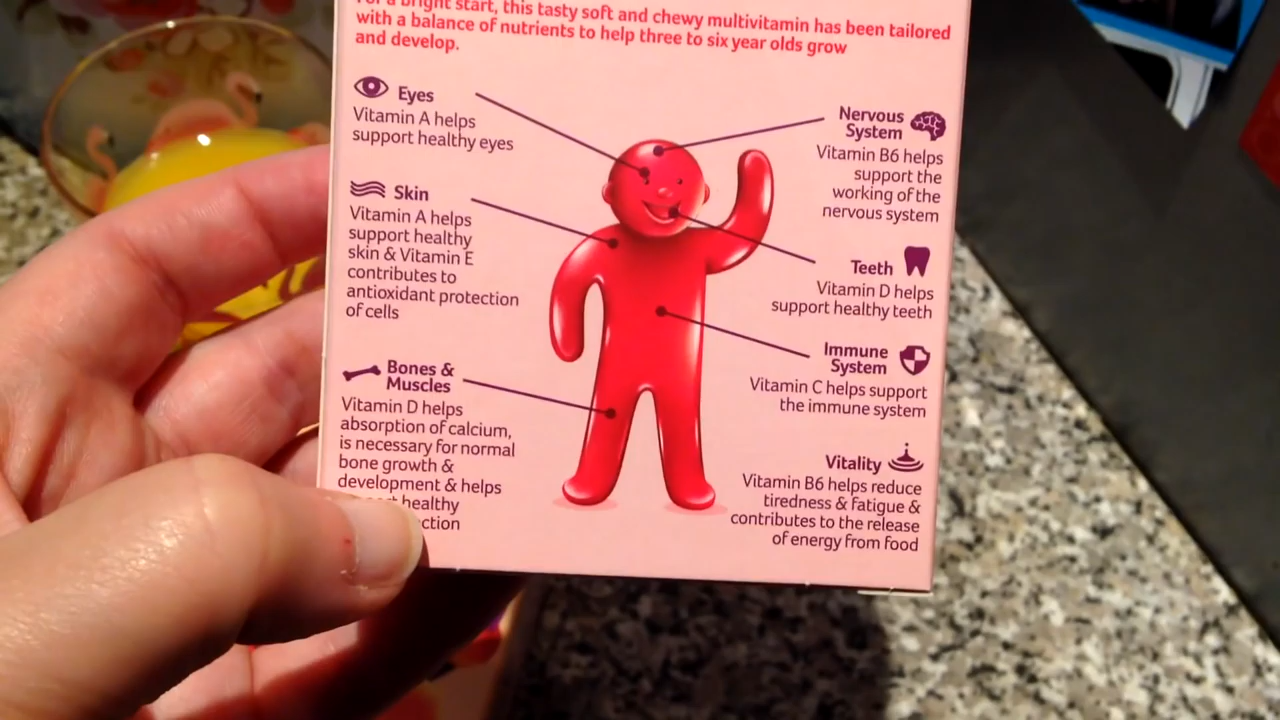 For a bright start, this tasty soft and chewy multivitamin has been tailored
with a balance of nutrients to help three to six year olds grow
and develop.
Eyes
Vitamin A helps
support healthy eyes
Skin
Vitamin A helps
support healthy
skin & Vitamin E
contributes to
antioxidant protection
of cells
Bones &
Muscles
Vitamin D helps
absorption of calcium,
is necessary for normal
bone growth &
development & helps
healthy
Nervous
System
Vitamin B6 helps
support the
working of the
nervous system
Teeth
Vitamin D helps
support healthy teeth
Immune
System
Vitamin C helps support
the immune system
Vitality
Vitamin B6 helps reduce
tiredness & fatigue &
contributes to the release
of energy from food